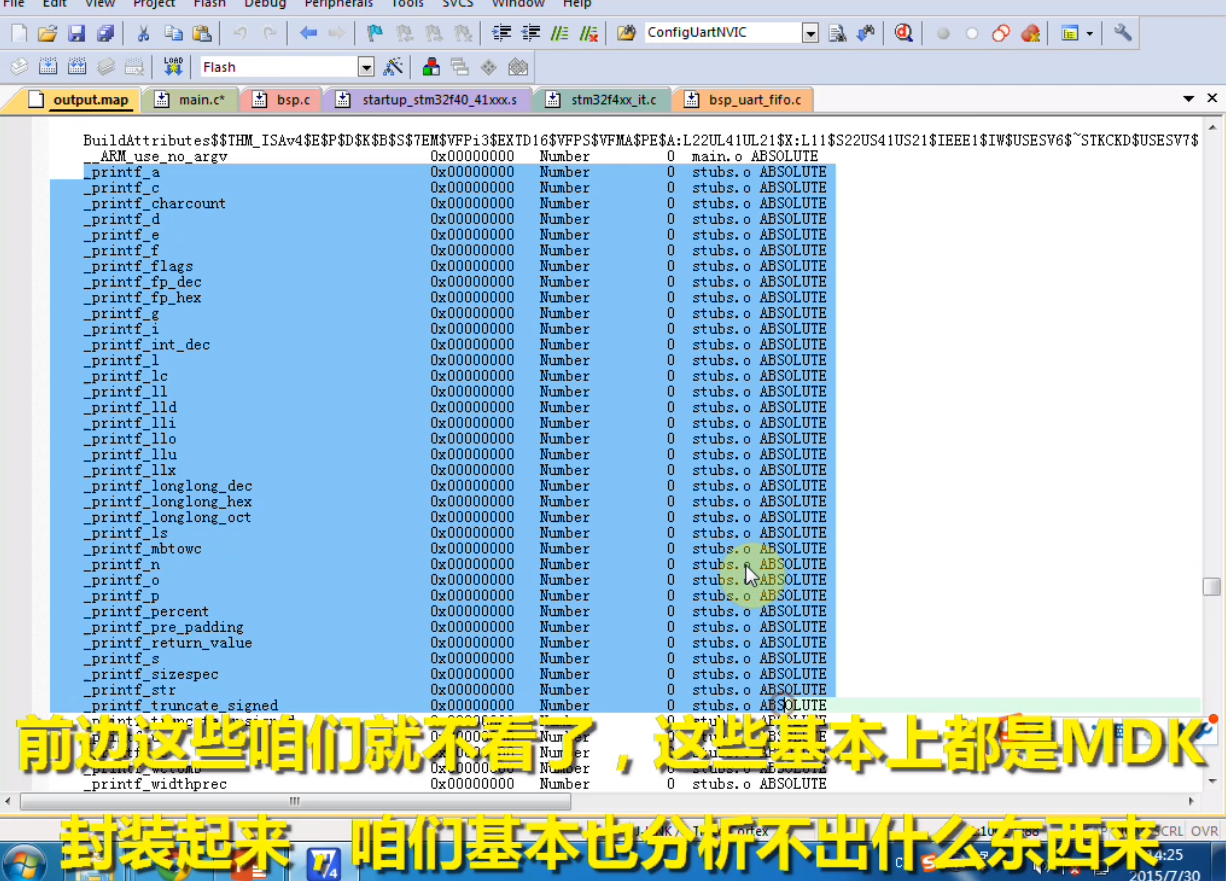 File Edit View Project Flash Debug Peripherals Tools SVCS Window Help
ConfigUartNVIC
LOAD Flash
output.map main.c* bsp.c startup_stm32f40_41xxx.s stm32f4xx_it.c bsp_uart_fifo.c
BuildAttributes$$THM_ISAv4$E$P$D$K$B$S$7EM$VFPi3$EXTD16$VFPS$VFMA$PE$A:L22UL41UL21$X:L11$S22US41US21$IEEE1$IW$USESV6$~STKCKD$USESV7$
__ARM_use_no_argv 0x00000000 Number 0 main.o ABSOLUTE
_printf_a 0x00000000 Number 0 stubs.o ABSOLUTE
_printf_c 0x00000000 Number 0 stubs.o ABSOLUTE
_printf_charcount 0x00000000 Number 0 stubs.o ABSOLUTE
_printf_d 0x00000000 Number 0 stubs.o ABSOLUTE
_printf_e 0x00000000 Number 0 stubs.o ABSOLUTE
_printf_f 0x00000000 Number 0 stubs.o ABSOLUTE
_printf_flags 0x00000000 Number 0 stubs.o ABSOLUTE
_printf_fp_dec 0x00000000 Number 0 stubs.o ABSOLUTE
_printf_fp_hex 0x00000000 Number 0 stubs.o ABSOLUTE
_printf_g 0x00000000 Number 0 stubs.o ABSOLUTE
_printf_i 0x00000000 Number 0 stubs.o ABSOLUTE
_printf_int_dec 0x00000000 Number 0 stubs.o ABSOLUTE
_printf_l 0x00000000 Number 0 stubs.o ABSOLUTE
_printf_lc 0x00000000 Number 0 stubs.o ABSOLUTE
_printf_ll 0x00000000 Number 0 stubs.o ABSOLUTE
_printf_lld 0x00000000 Number 0 stubs.o ABSOLUTE
_printf_lli 0x00000000 Number 0 stubs.o ABSOLUTE
_printf_llo 0x00000000 Number 0 stubs.o ABSOLUTE
_printf_llu 0x00000000 Number 0 stubs.o ABSOLUTE
_printf_llx 0x00000000 Number 0 stubs.o ABSOLUTE
_printf_longlong_dec 0x00000000 Number 0 stubs.o ABSOLUTE
_printf_longlong_hex 0x00000000 Number 0 stubs.o ABSOLUTE
_printf_longlong_oct 0x00000000 Number 0 stubs.o ABSOLUTE
_printf_ls 0x00000000 Number 0 stubs.o ABSOLUTE
_printf_mbtowc 0x00000000 Number 0 stubs.o ABSOLUTE
_printf_n 0x00000000 Number 0 stubs.o ABSOLUTE
_printf_o 0x00000000 Number 0 stubs.o ABSOLUTE
_printf_p 0x00000000 Number 0 stubs.o ABSOLUTE
_printf_percent 0x00000000 Number 0 stubs.o ABSOLUTE
_printf_pre_padding 0x00000000 Number 0 stubs.o ABSOLUTE
_printf_return_value 0x00000000 Number 0 stubs.o ABSOLUTE
_printf_s 0x00000000 Number 0 stubs.o ABSOLUTE
_printf_sizespec 0x00000000 Number 0 stubs.o ABSOLUTE
_printf_str 0x00000000 Number 0 stubs.o ABSOLUTE
_printf_truncate_signed 0x00000000 Number 0 stubs.o ABSOLUTE
前边这些咱们就不看了，这些基本上都是MDK
_printf_widthprec 0x00000000 Number 0 stubs.o ABSOLUTE
SCRL OVR
封装起来 咱们基本也分析不出什么东西来
14:25
2015/7/30